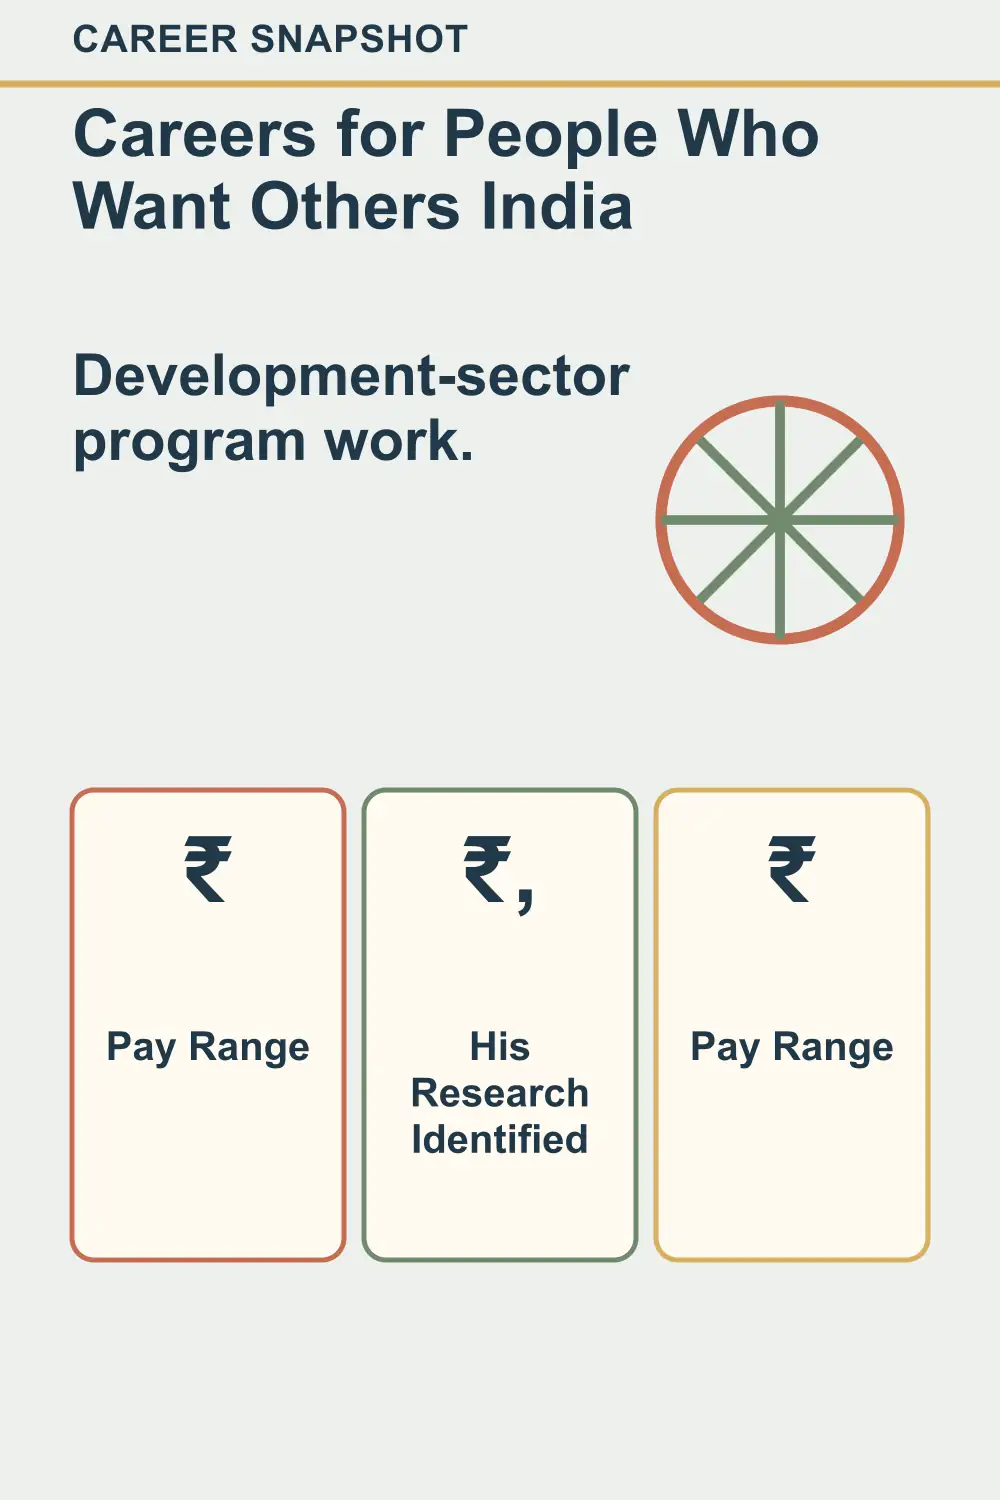 CAREER SNAPSHOT
Careers for People Who
Want Others India
Development-sector
program work.
₹
Pay Range
₹,
His
Research
Identified
₹
Pay Range